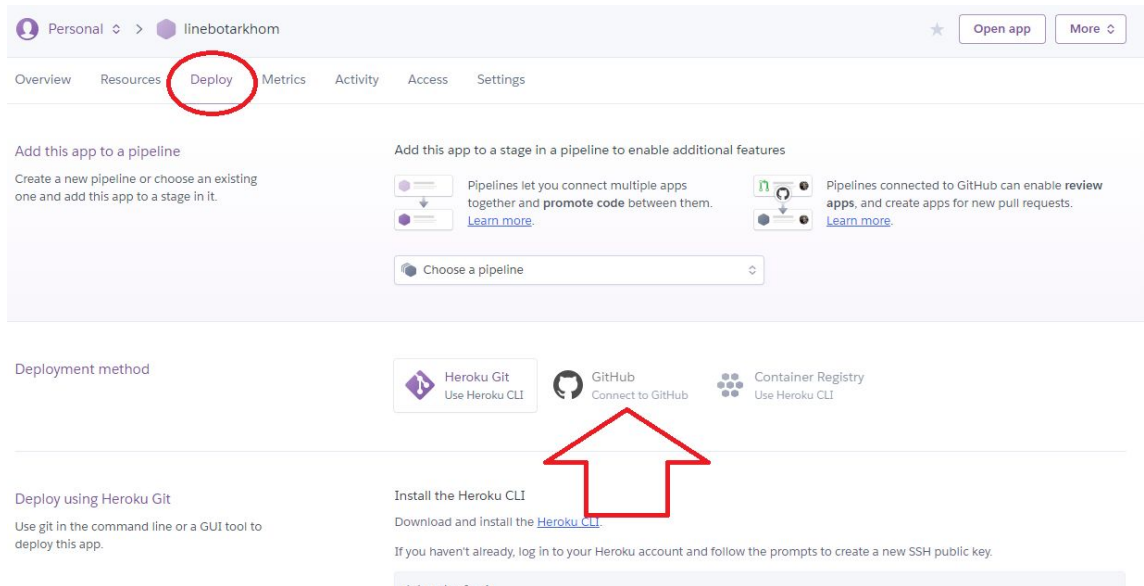 Personal > linebotarkhom
Open app
More
Overview Resources Deploy Metrics Activity Access Settings
Add this app to a pipeline
Create a new pipeline or choose an existing
one and add this app to a stage in it.
Add this app to a stage in a pipeline to enable additional features
Pipelines let you connect multiple apps
together and promote code between them.
Learn more.
Pipelines connected to GitHub can enable review
apps, and create apps for new pull requests.
Learn more.
Choose a pipeline
Deployment method
Heroku Git
Use Heroku CLI
GitHub
Connect to GitHub
Container Registry
Use Heroku CLI
Deploy using Heroku Git
Use git in the command line or a GUI tool to
deploy this app.
Install the Heroku CLI
Download and install the Heroku CLI.
If you haven't already, log in to your Heroku account and follow the prompts to create a new SSH public key.